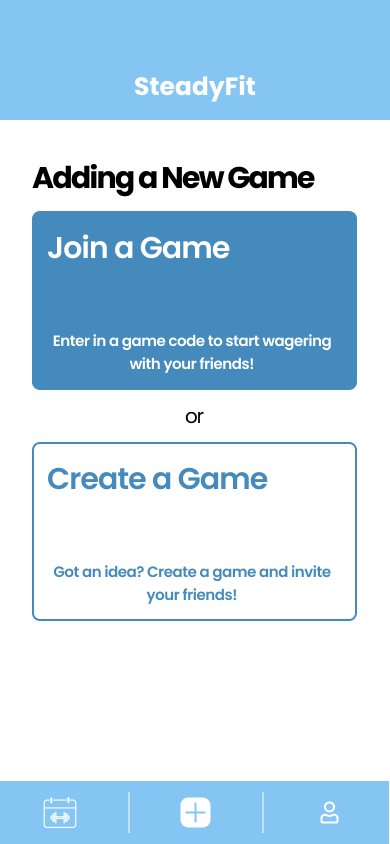 SteadyFit
Adding a New Game
Join a Game
Enter in a game code to start wagering
with your friends!
or
Create a Game
Got an idea? Create a game and invite
your friends!